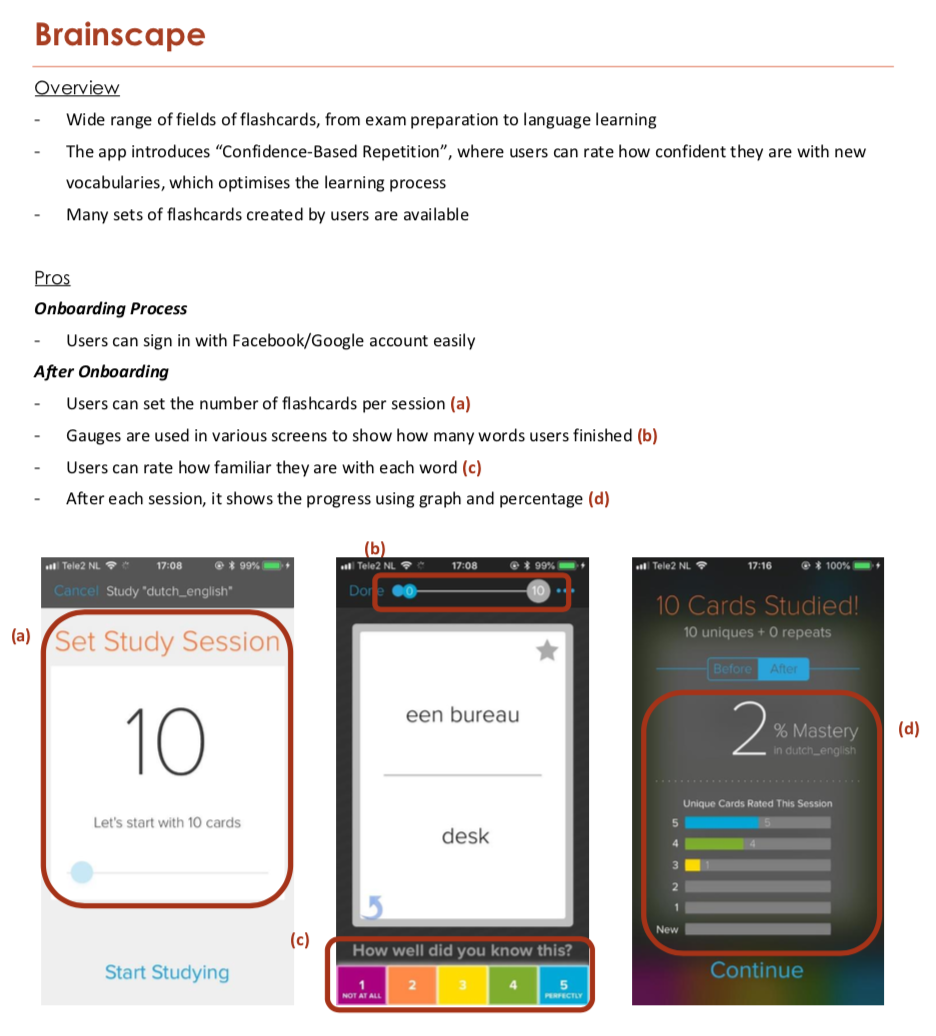 Brainscape
Overview
- Wide range of fields of flashcards, from exam preparation to language learning
- The app introduces “Confidence-Based Repetition”, where users can rate how confident they are with new
vocabularies, which optimises the learning process
- Many sets of flashcards created by users are available
Pros
Onboarding Process
- Users can sign in with Facebook/Google account easily
After Onboarding
- Users can set the number of flashcards per session (a)
- Gauges are used in various screens to show how many words users finished (b)
- Users can rate how familiar they are with each word (c)
- After each session, it shows the progress using graph and percentage (d)
(a)
Tele2 NL 17:08 99%
Cancel Study "dutch_english"
Set Study Session
10
Let's start with 10 cards
Start Studying
(b)
Tele2 NL 17:08 99%
Done 0 10
een bureau
desk
(c)
How well did you know this?
1 2 3 4 5
NOT AT ALL PERFECTLY
Tele2 NL 17:16 100%
10 Cards Studied!
10 uniques + 0 repeats
Before After
(d)
2 % Mastery
in dutch_english
Unique Cards Rated This Session
5 5
4 4
3 1
2
1
New
Continue